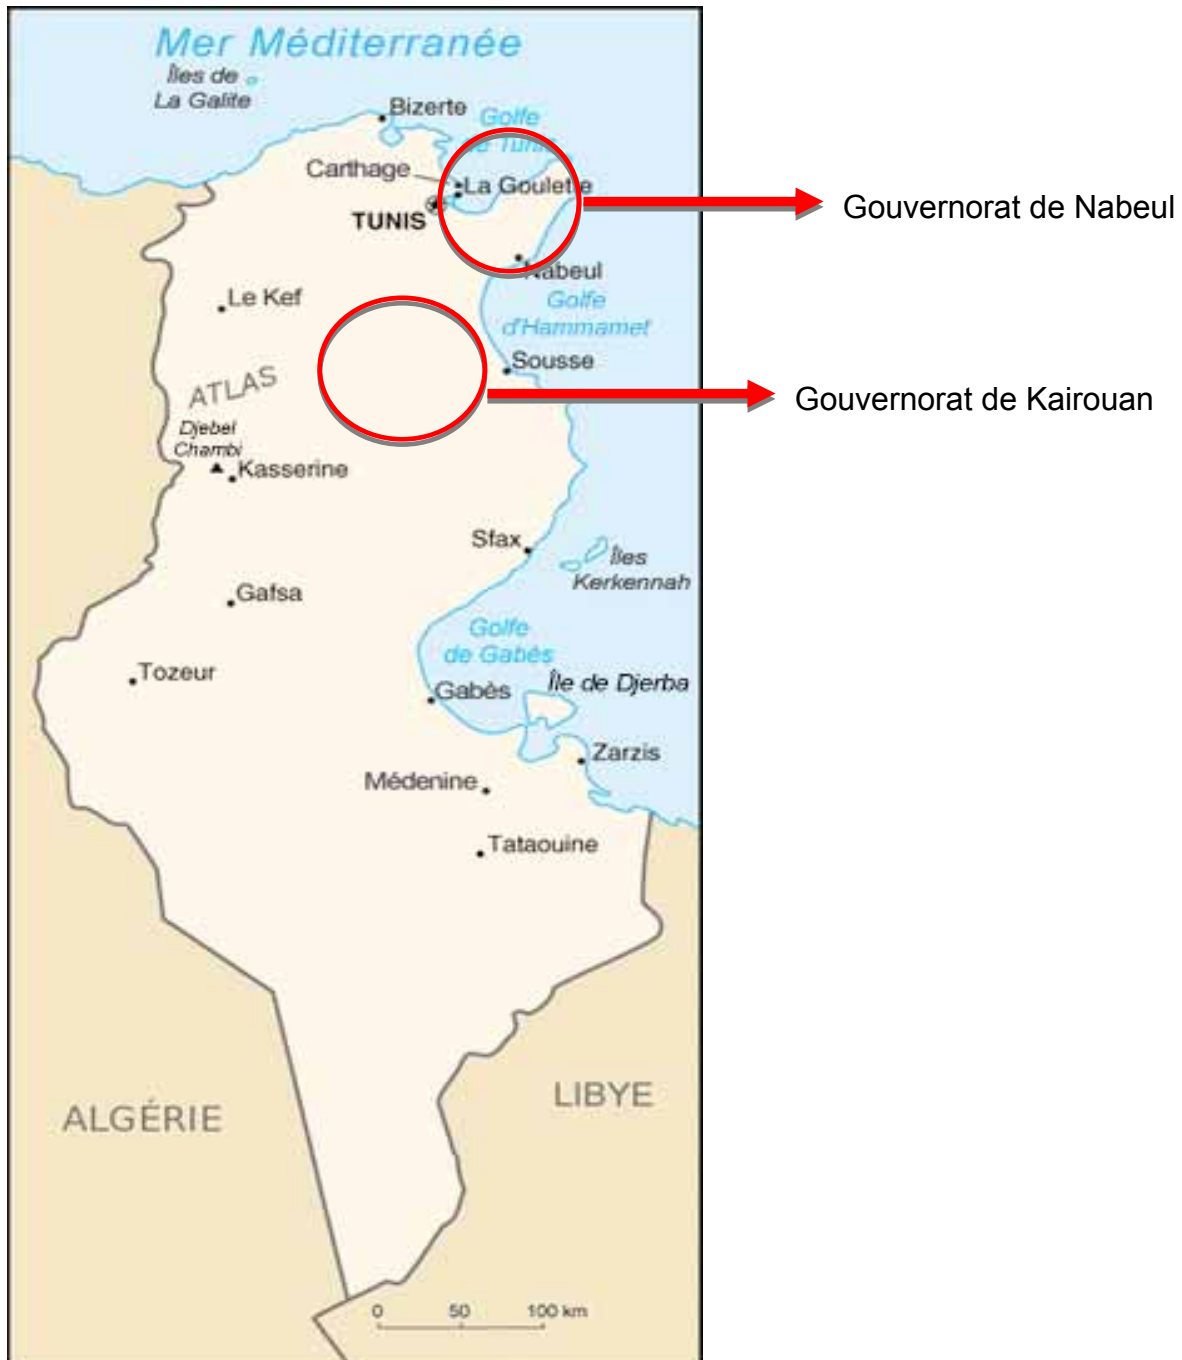 Mer Méditerranée
Îles de
La Galite
Bizerte
Golfe
de Tunis
Carthage
La Goulette
TUNIS
Gouvernorat de Nabeul
Nabeul
Le Kef
Golfe
d'Hammamet
Sousse
ATLAS
Gouvernorat de Kairouan
Djebel
Chambi
Kasserine
Sfax
Îles
Kerkennah
Gafsa
Golfe
de Gabès
Tozeur
Gabès
Île de Djerba
Zarzis
Médenine
Tataouine
LIBYE
ALGÉRIE
0 50 100 km